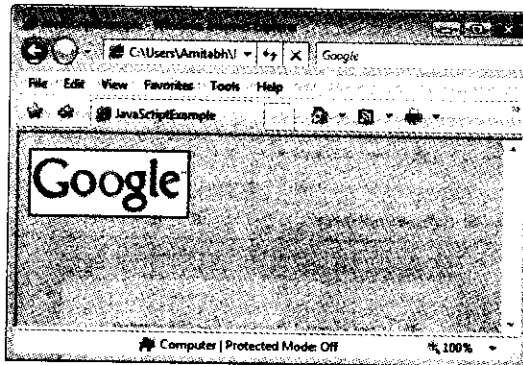 C:\Users\Amitabh\ Google
File Edit View Favorites Tools Help
JavaScriptExample
Google
Computer | Protected Mode: Off 100%